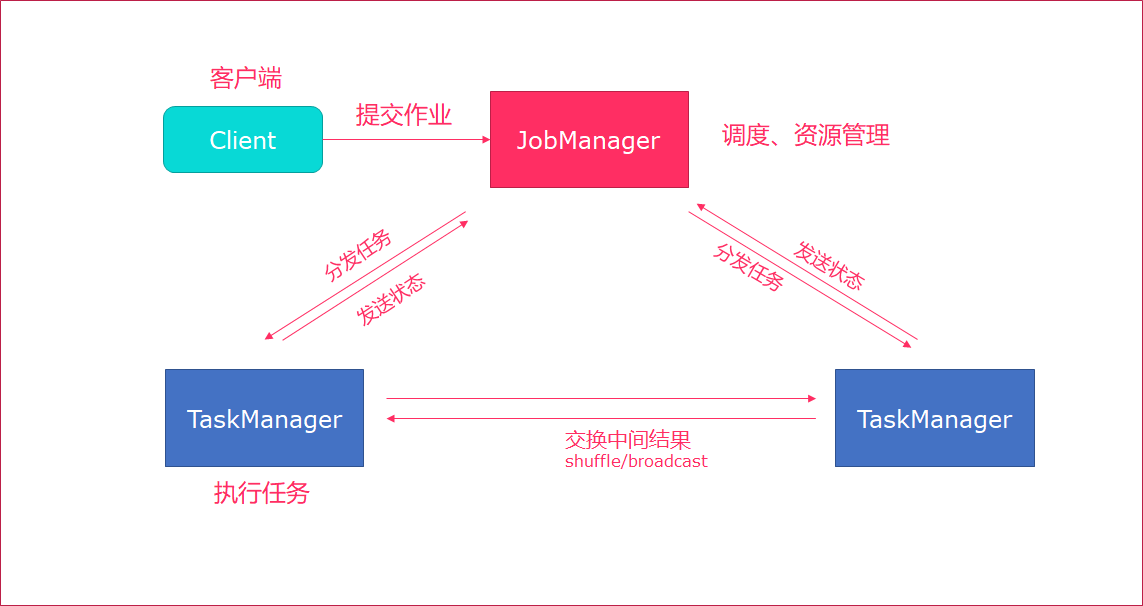 客户端
Client
提交作业
JobManager
调度、资源管理
分发任务
发送状态
发送状态
分发任务
TaskManager
TaskManager
交换中间结果
shuffle/broadcast
执行任务